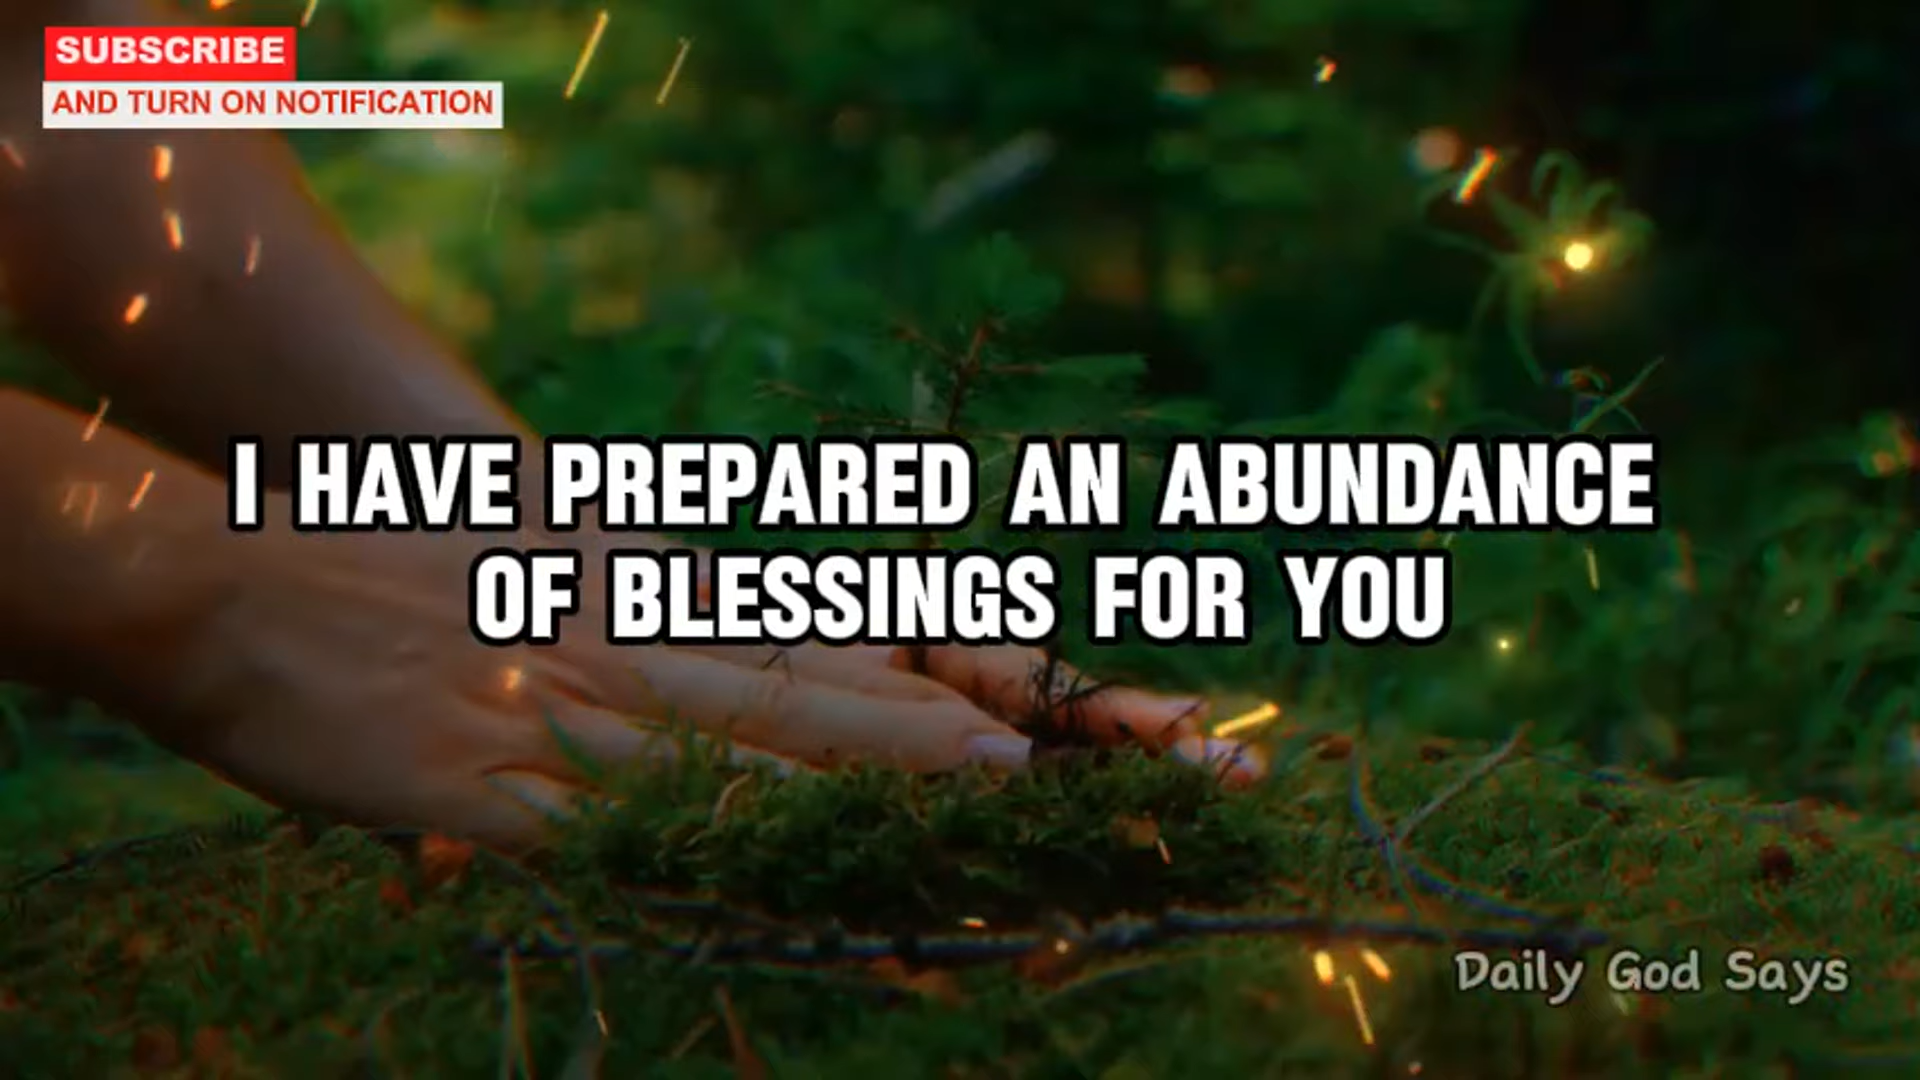 SUBSCRIBE
AND TURN ON NOTIFICATION
I HAVE PREPARED AN ABUNDANCE
OF BLESSINGS FOR YOU
Daily God Says